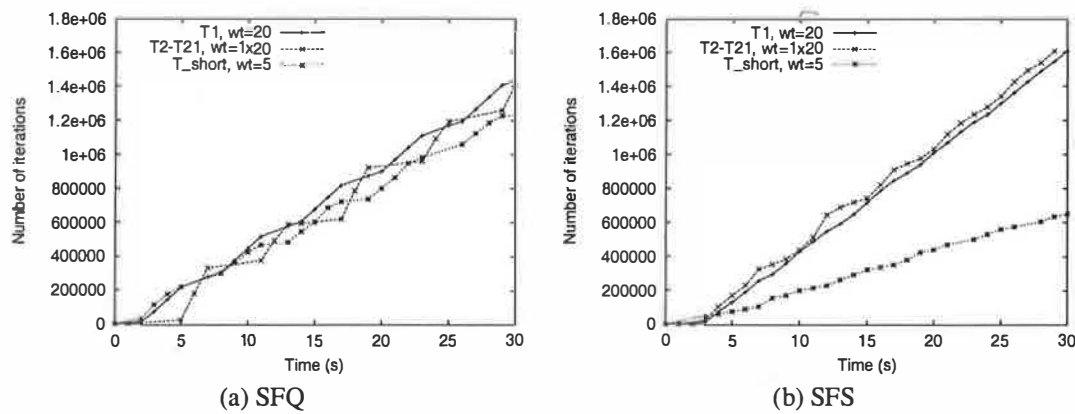 1.8e+06
1.6e+06
1.4e+06
1.2e+06
1e+06
800000
600000
400000
200000
0
Number of iterations
T1, wt=20
T2-T21, wt=1x20
T_short, wt=5
0 5 10 15 20 25 30
Time (s)
(a) SFQ
1.8e+06
1.6e+06
1.4e+06
1.2e+06
1e+06
800000
600000
400000
200000
0
Number of iterations
T1, wt=20
T2-T21, wt=1x20
T_short, wt=5
0 5 10 15 20 25 30
Time (s)
(b) SFS